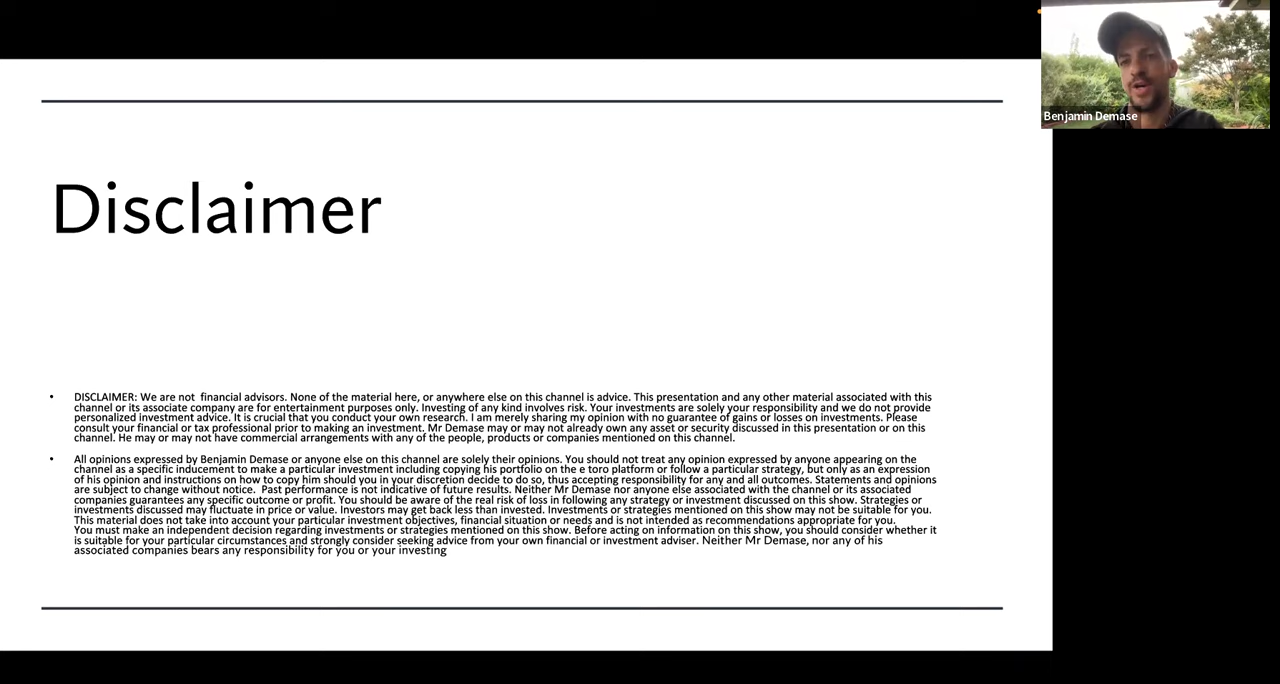 Benjamin Demase
Disclaimer
• DISCLAIMER: We are not  financial advisors. None of the material here, or anywhere else on this channel is advice. This presentation and any other material associated with this
channel or its associate company are for entertainment purposes only. Investing of any kind involves risk. Your investments are solely your responsibility and we do not provide
personalized investment advice. It is crucial that you conduct your own research. I am merely sharing my opinion with no guarantee of gains or losses on investments. Please
consult your financial or tax professional prior to making an investment. Mr Demase may or may not already own any asset or security discussed in this presentation or on this
channel. He may or may not have commercial arrangements with any of the people, products or companies mentioned on this channel.
• All opinions expressed by Benjamin Demase or anyone else on this channel are solely their opinions. You should not treat any opinion expressed by anyone appearing on the
channel as a specific inducement to make a particular investment including copying his portfolio on the e toro platform or follow a particular strategy, but only as an expression
of his opinion and instructions on how to copy him should you in your discretion decide to do so, thus accepting responsibility for any and all outcomes. Statements and opinions
are subject to change without notice.  Past performance is not indicative of future results. Neither Mr Demase nor anyone else associated with the channel or its associated
companies guarantees any specific outcome or profit. You should be aware of the real risk of loss in following any strategy or investment discussed on this show. Strategies or
investments discussed may fluctuate in price or value. Investors may get back less than invested. Investments or strategies mentioned on this show may not be suitable for you.
This material does not take into account your particular investment objectives, financial situation or needs and is not intended as recommendations appropriate for you.
You must make an independent decision regarding investments or strategies mentioned on this show. Before acting on information on this show, you should consider whether it
is suitable for your particular circumstances and strongly consider seeking advice from your own financial or investment adviser. Neither Mr Demase, nor any of his
associated companies bears any responsibility for you or your investing